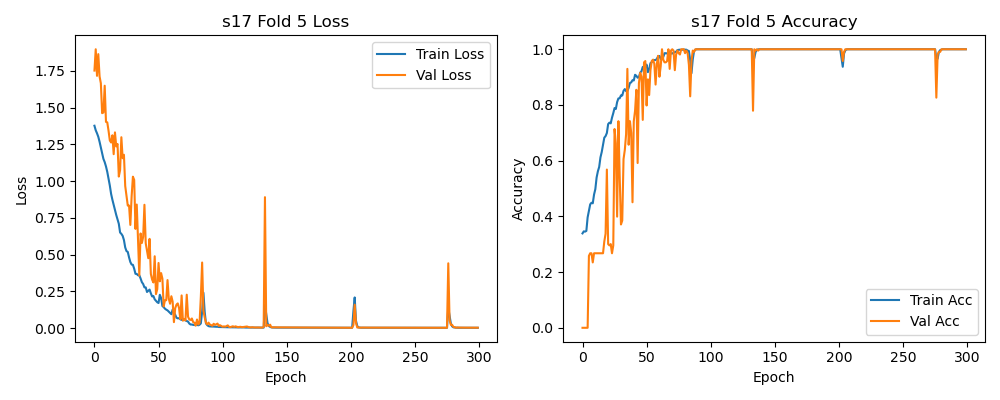 s17 Fold 5 Loss
Train Loss
Val Loss
1.75
1.50
1.25
1.00
0.75
0.50
0.25
0.00
Loss
0 50 100 150 200 250 300
Epoch
s17 Fold 5 Accuracy
1.0
0.8
0.6
0.4
0.2
0.0
Accuracy
Train Acc
Val Acc
0 50 100 150 200 250 300
Epoch